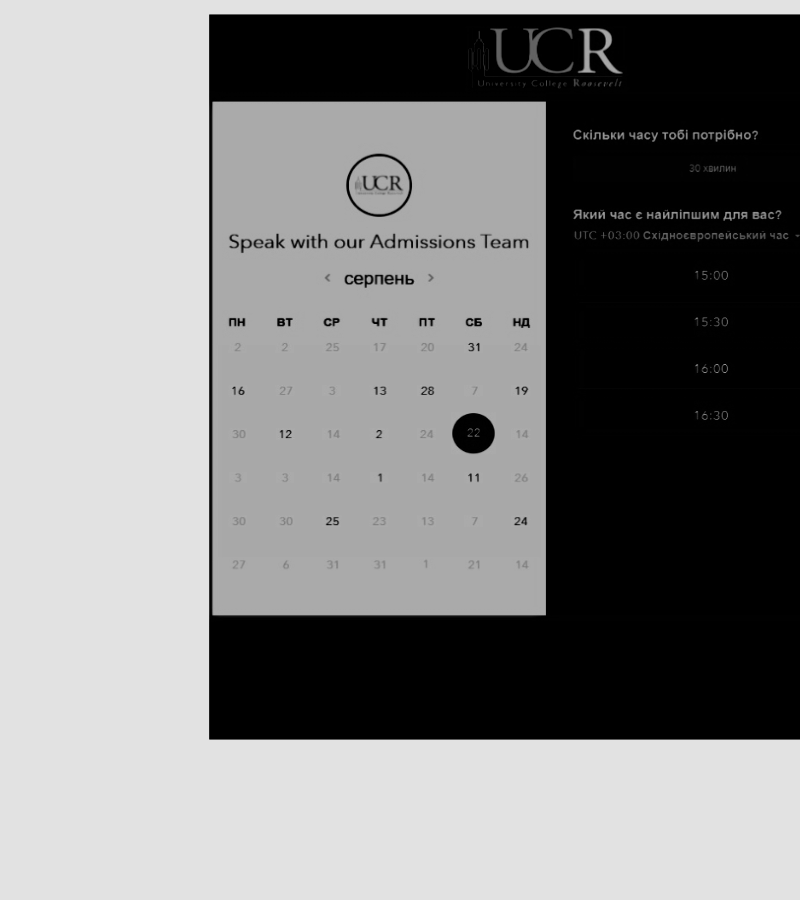 UCR
University College Roosevelt
UCR
Speak with our Admissions Team
< серпень >
ПН ВТ СР ЧТ ПТ СБ НД
2 2 25 17 20 31 24
16 27 3 13 28 7 19
30 12 14 2 24 22 14
3 3 14 1 14 11 26
30 30 25 23 13 7 24
27 6 31 31 1 21 14
Скільки часу тобі потрібно?
30 хвилин
Який час є найліпшим для вас?
UTC +03:00 Східноєвропейський час
15:00
15:30
16:00
16:30